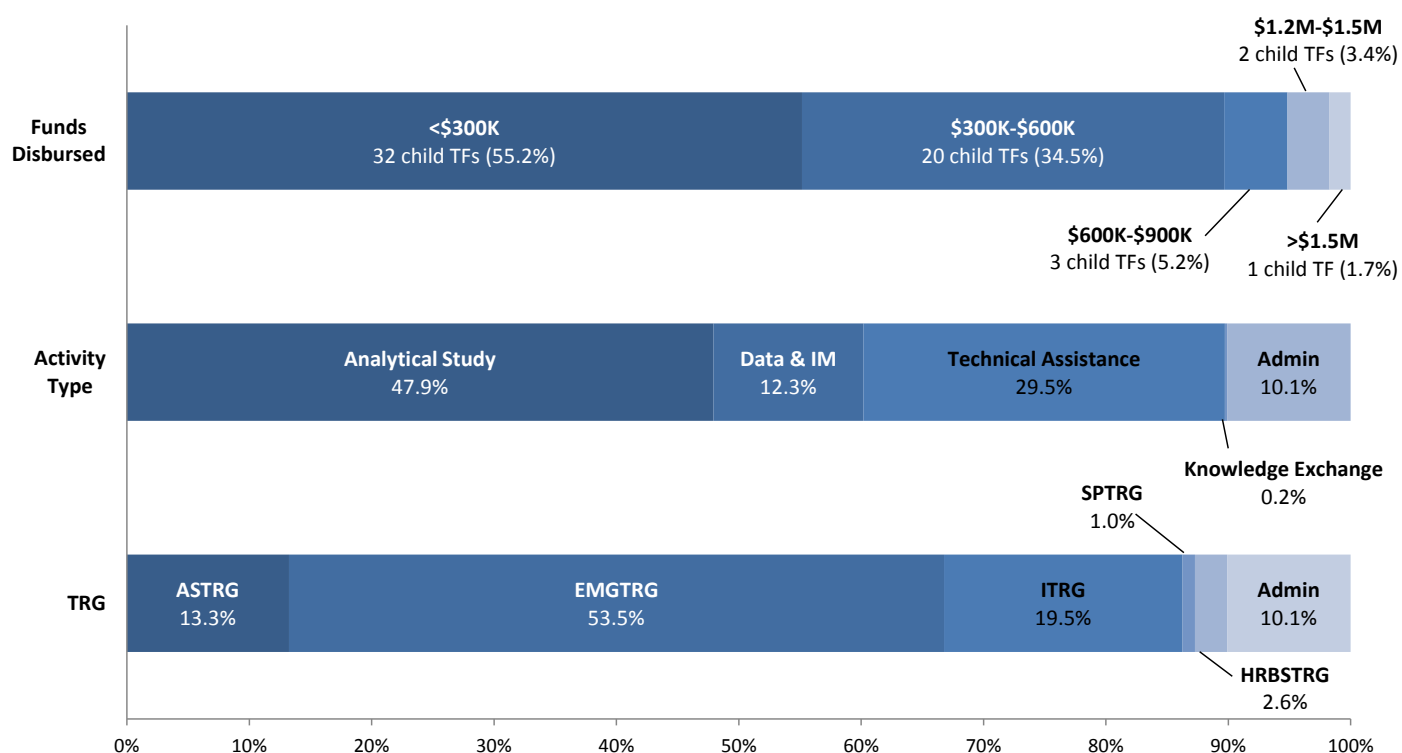 $1.2M-$1.5M
2 child TFs (3.4%)
Funds
Disbursed
<$300K
32 child TFs (55.2%)
$300K-$600K
20 child TFs (34.5%)
$600K-$900K
3 child TFs (5.2%)
>$1.5M
1 child TF (1.7%)
Activity
Type
Analytical Study
47.9%
Data & IM
12.3%
Technical Assistance
29.5%
Admin
10.1%
Knowledge Exchange
0.2%
SPTRG
1.0%
TRG
ASTRG
13.3%
EMGTRG
53.5%
ITRG
19.5%
Admin
10.1%
HRBSTRG
2.6%
0% 10% 20% 30% 40% 50% 60% 70% 80% 90% 100%